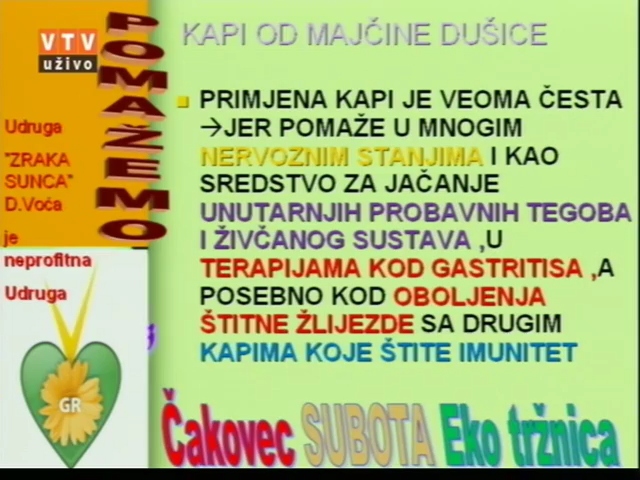 VTV
uživo
POMAŽEMO
Udruga
"ZRAKA
SUNCA"
D.Voća
je
neprofitna
Udruga
GR
KAPI OD MAJČINE DUŠICE
PRIMJENA KAPI JE VEOMA ČESTA
→JER POMAŽE U MNOGIM
NERVOZNIM STANJIMA I KAO
SREDSTVO ZA JAČANJE
UNUTARNJIH PROBAVNIH TEGOBA
I ŽIVČANOG SUSTAVA ,U
TERAPIJAMA KOD GASTRITISA ,A
POSEBNO KOD OBOLJENJA
ŠTITNE ŽLIJEZDE SA DRUGIM
KAPIMA KOJE ŠTITE IMUNITET
Čakovec SUBOTA Eko tržnica